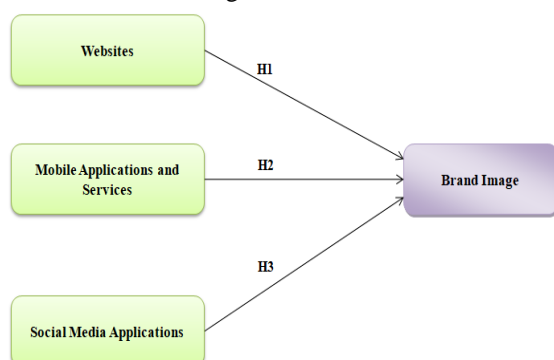 Websites
H1
Mobile Applications and
Services
H2
Brand Image
H3
Social Media Applications